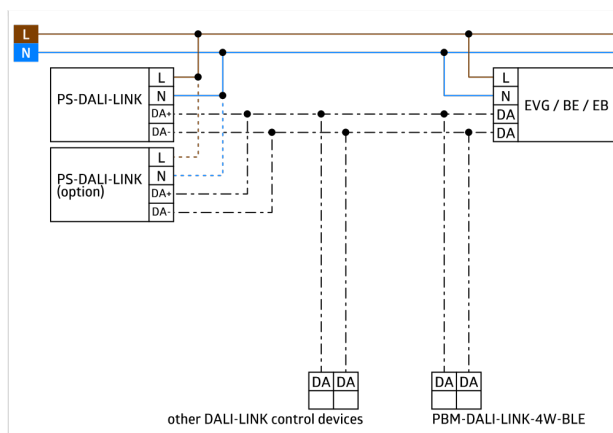 L
N
PS-DALI-LINK
L
N
DA+
DA-
L
N
DA
DA
EVG / BE / EB
PS-DALI-LINK
(option)
L
N
DA+
DA-
DA DA
DA DA
other DALI-LINK control devices
PBM-DALI-LINK-4W-BLE